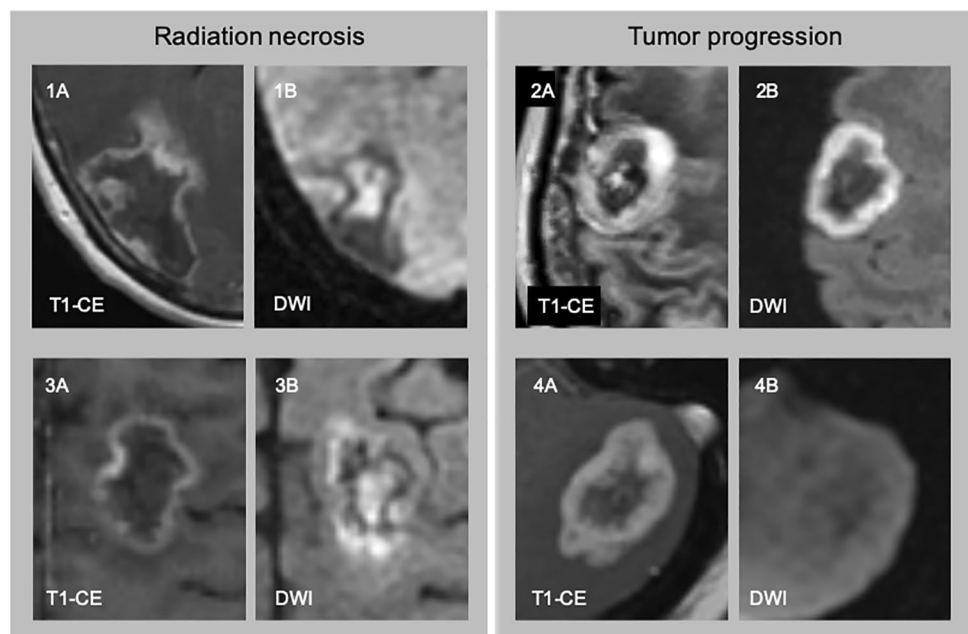 Radiation necrosis
Tumor progression
1A
1B
2A
2B
T1-CE
DWI
T1-CE
DWI
3A
3B
4A
4B
T1-CE
DWI
T1-CE
DWI